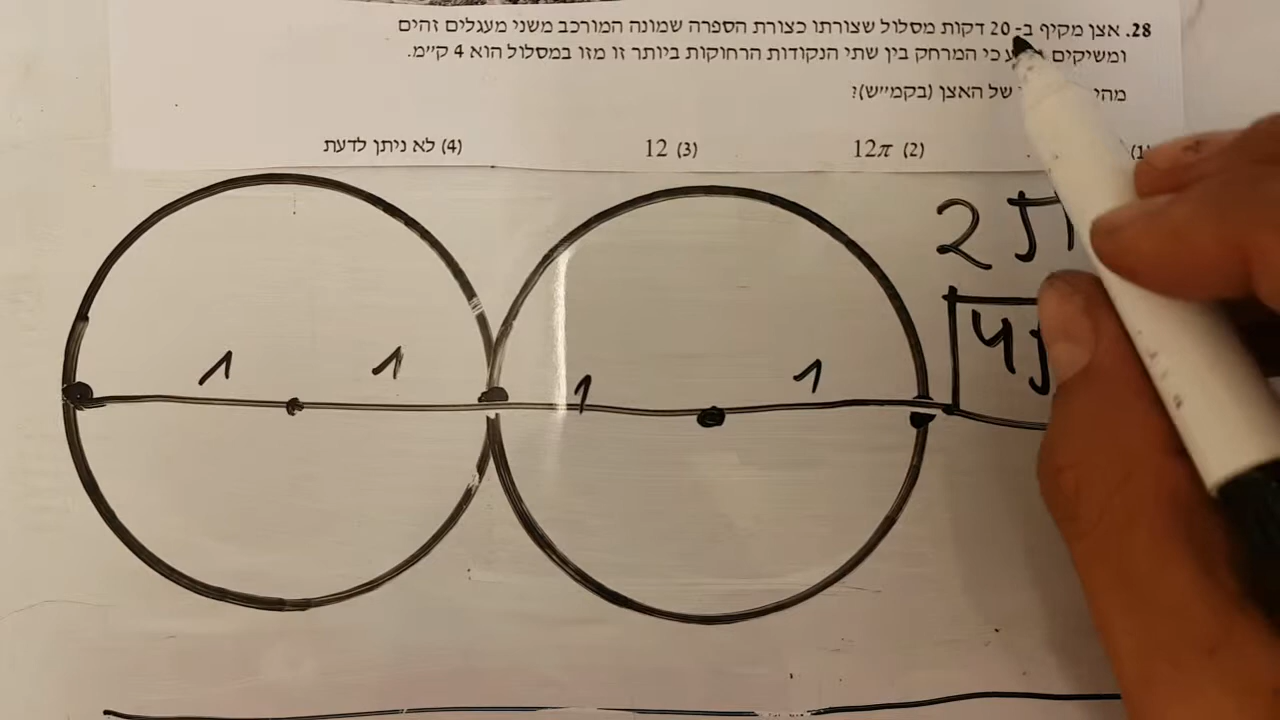 28. אצן מקיף ב- 20 דקות מסלול שצורתו כצורת הספרה שמונה המורכב משני מעגלים זהים
ומשיקים כי המרחק בין שתי הנקודות הרחוקות ביותר זו מזו במסלול הוא 4 ק״מ.
של האצן (בקמ״ש)?
(1) (2) 12π (3) 12 (4) לא ניתן לדעת
2π
4
1 1 1 1